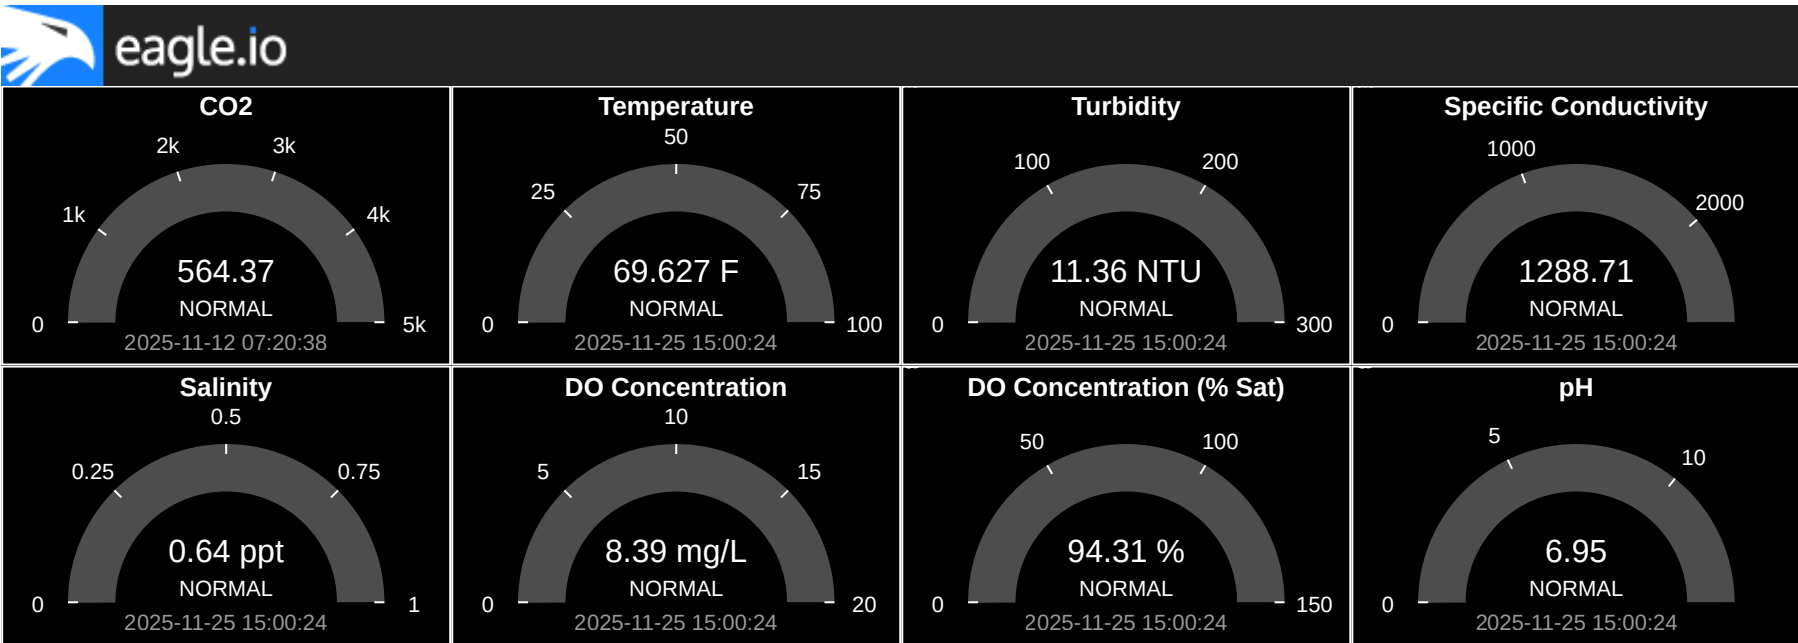 eagle.io
CO2
2k
3k
1k
4k
564.37
NORMAL
0
5k
2025-11-12 07:20:38
Temperature
50
25
75
69.627 F
NORMAL
0
100
2025-11-25 15:00:24
Turbidity
100
200
11.36 NTU
NORMAL
0
300
2025-11-25 15:00:24
Specific Conductivity
1000
2000
1288.71
NORMAL
0
2025-11-25 15:00:24
Salinity
0.5
0.25
0.75
0.64 ppt
NORMAL
0
1
2025-11-25 15:00:24
DO Concentration
10
5
15
8.39 mg/L
NORMAL
0
20
2025-11-25 15:00:24
DO Concentration (% Sat)
50
100
94.31 %
NORMAL
0
150
2025-11-25 15:00:24
pH
5
10
6.95
NORMAL
0
2025-11-25 15:00:24